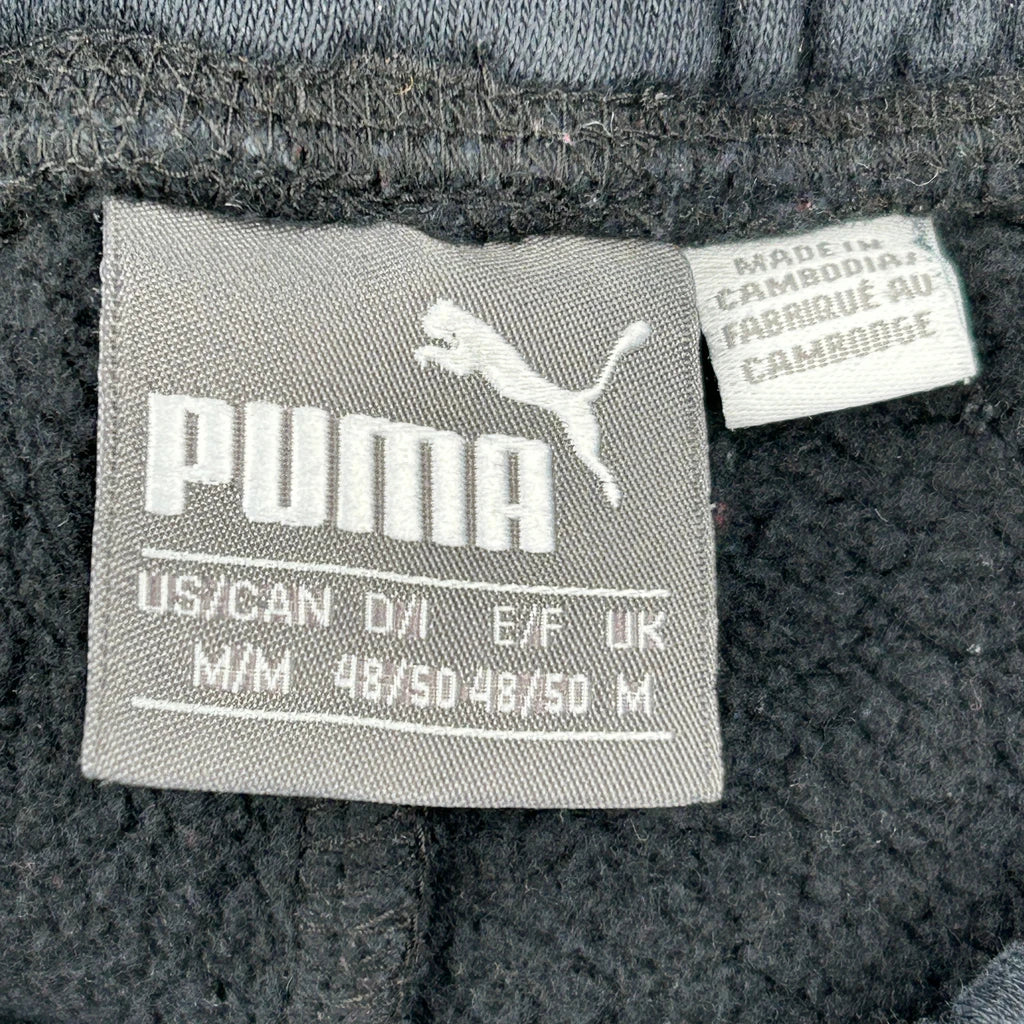 PUMA
US/CAN D/I E/F UK
M/M 48/50 48/50 M
MADE IN
CAMBODIA/
FABRIQUÉ AU
CAMBODGE